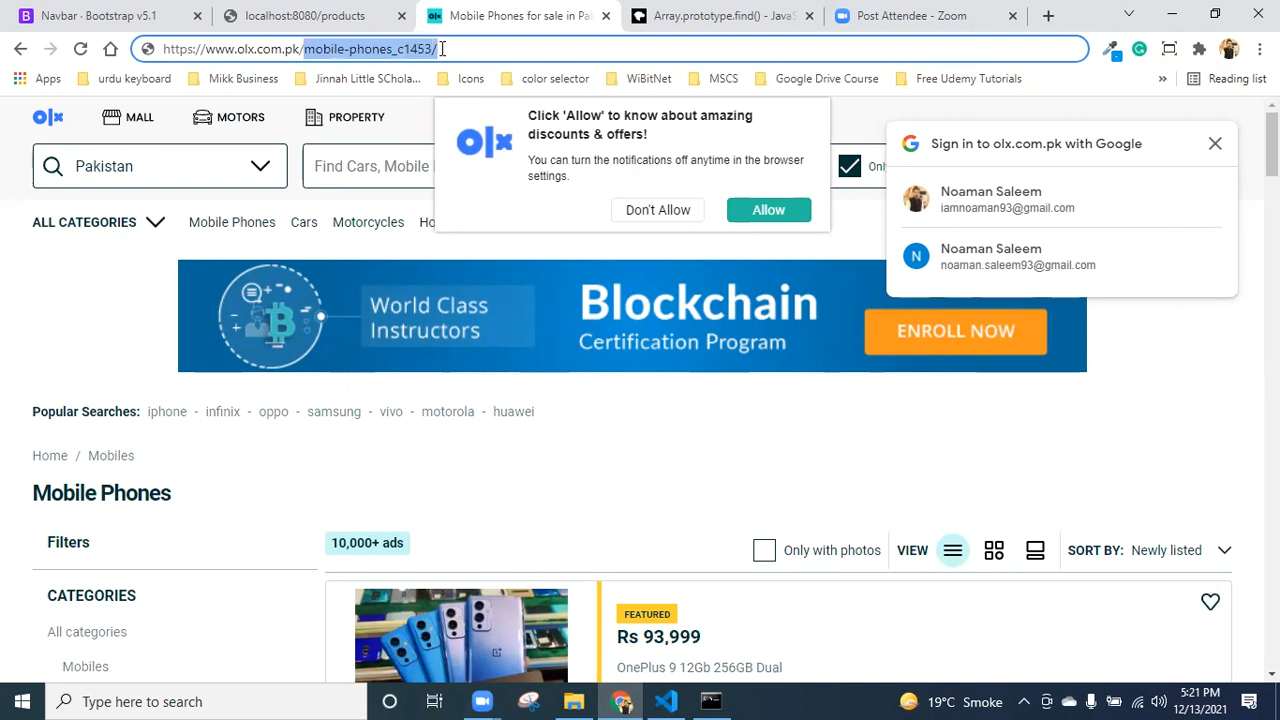 Navbar · Bootstrap v5
localhost:8080/products
Mobile Phones for sale in Pak
Array.prototype.find() - JavaS
Post Attendee - Zoom
https://www.olx.com.pk/mobile-phones_c1453/
Apps
urdu keyboard
Mikk Business
Jinnah Little SChola...
Icons
color selector
WiBitNet
MSCS
Google Drive Course
Free Udemy Tutorials
»
Reading list
olx
MALL
MOTORS
PROPERTY
olx
Click 'Allow' to know about amazing
discounts & offers!
You can turn the notifications off anytime in the browser
settings.
Don't Allow
Allow
Sign in to olx.com.pk with Google
Noaman Saleem
iamnoaman93@gmail.com
N
Noaman Saleem
noaman.saleem93@gmail.com
Pakistan
Find Cars, Mobile
ALL CATEGORIES
Mobile Phones
Cars
Motorcycles
World Class
Instructors
Blockchain
Certification Program
ENROLL NOW
Popular Searches: iphone - infinix - oppo - samsung - vivo - motorola - huawei
Home / Mobiles
Mobile Phones
Filters
10,000+ ads
Only with photos
VIEW
SORT BY: Newly listed
CATEGORIES
All categories
Mobiles
FEATURED
Rs 93,999
OnePlus 9 12Gb 256GB Dual
Type here to search
19°C Smoke
5:21 PM
12/13/2021